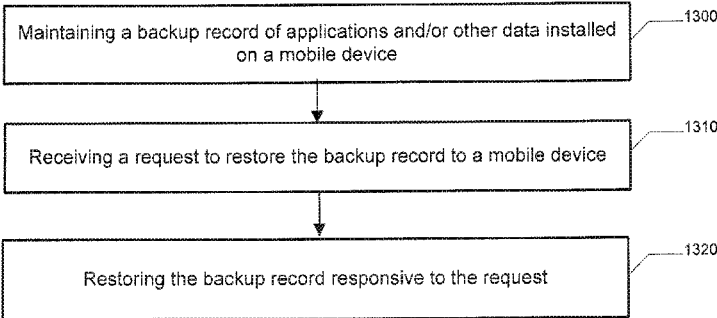 Maintaining a backup record of applications and/or other data installed
on a mobile device
1300
Receiving a request to restore the backup record to a mobile device
1310
Restoring the backup record responsive to the request
1320